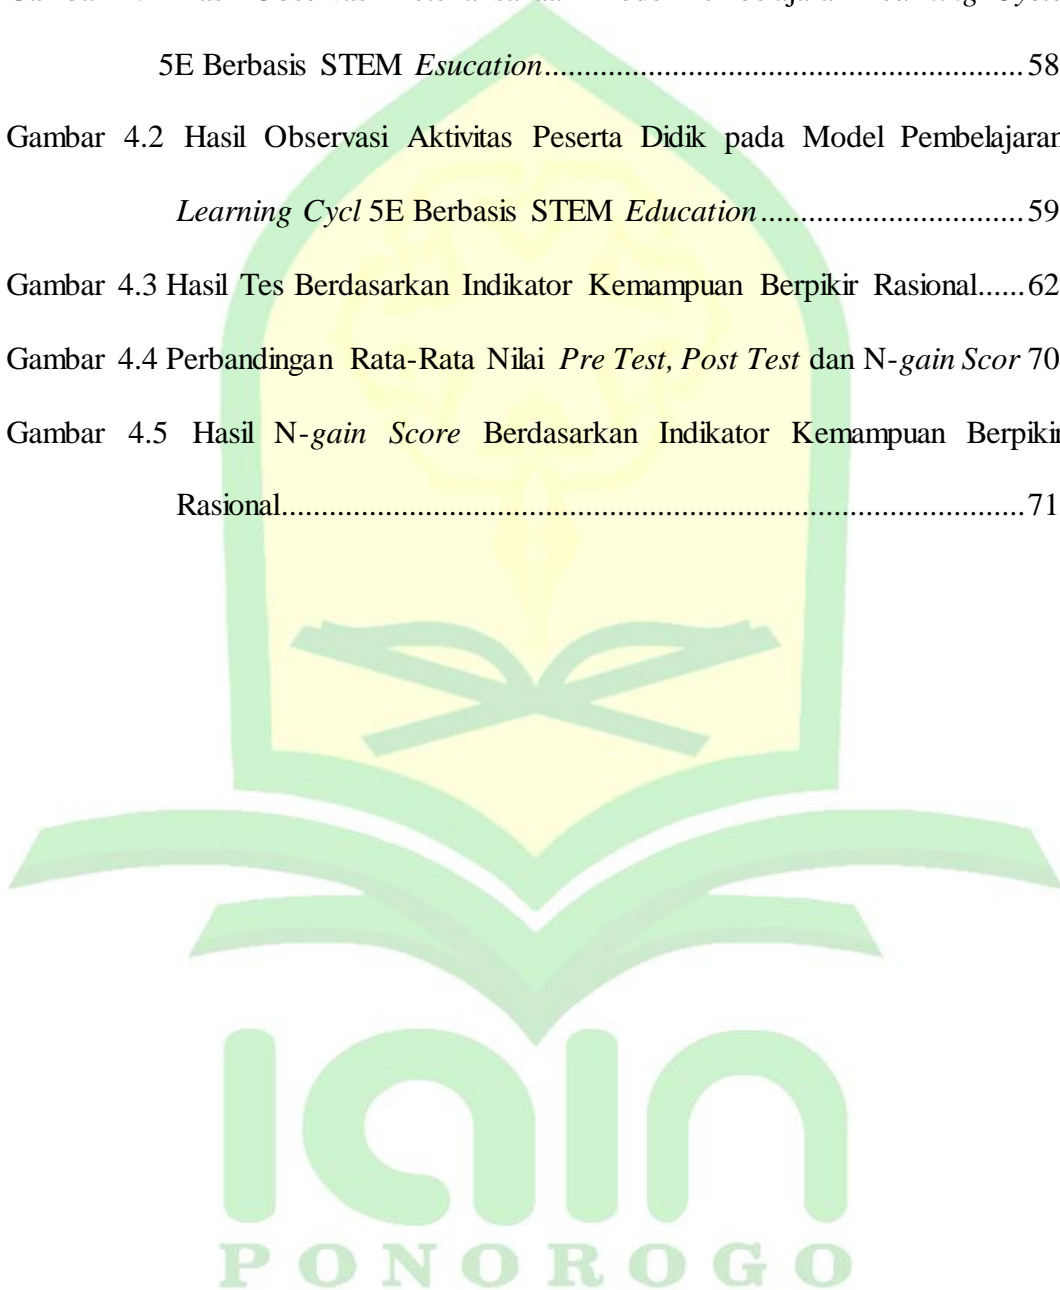 5E Berbasis STEM Esucation............................................................ 58
Gambar 4.2 Hasil Observasi Aktivitas Peserta Didik pada Model Pembelajaran
Learning Cycl 5E Berbasis STEM Education................................. 59
Gambar 4.3 Hasil Tes Berdasarkan Indikator Kemampuan Berpikir Rasional...... 62
Gambar 4.4 Perbandingan Rata-Rata Nilai Pre Test, Post Test dan N-gain Scor 70
Gambar 4.5 Hasil N-gain Score Berdasarkan Indikator Kemampuan Berpikir
Rasional............................................................................................. 71
iain
PONOROGO